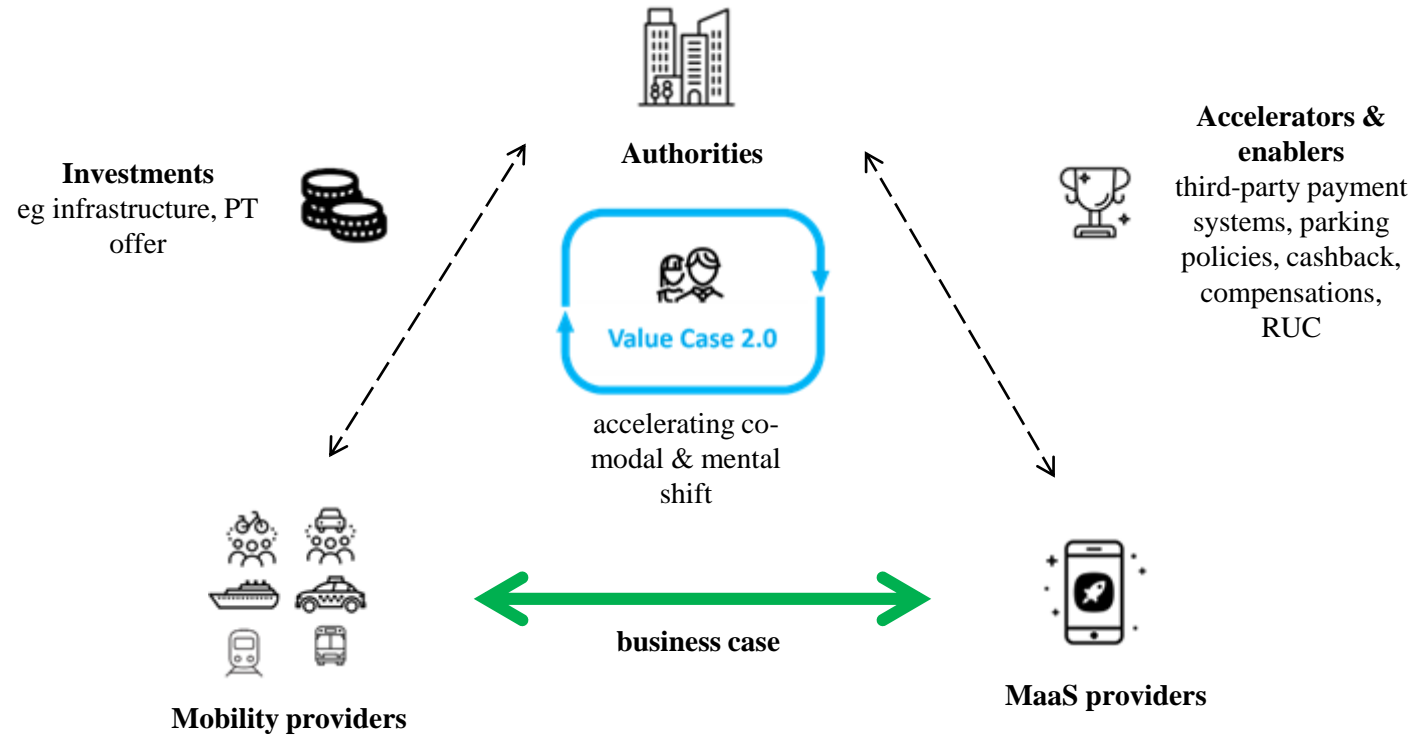 Authorities
Investments
eg infrastructure, PT
offer
Accelerators &
enablers
third-party payment
systems, parking
policies, cashback,
compensations,
RUC
Value Case 2.0
accelerating co-
modal & mental
shift
business case
Mobility providers
MaaS providers